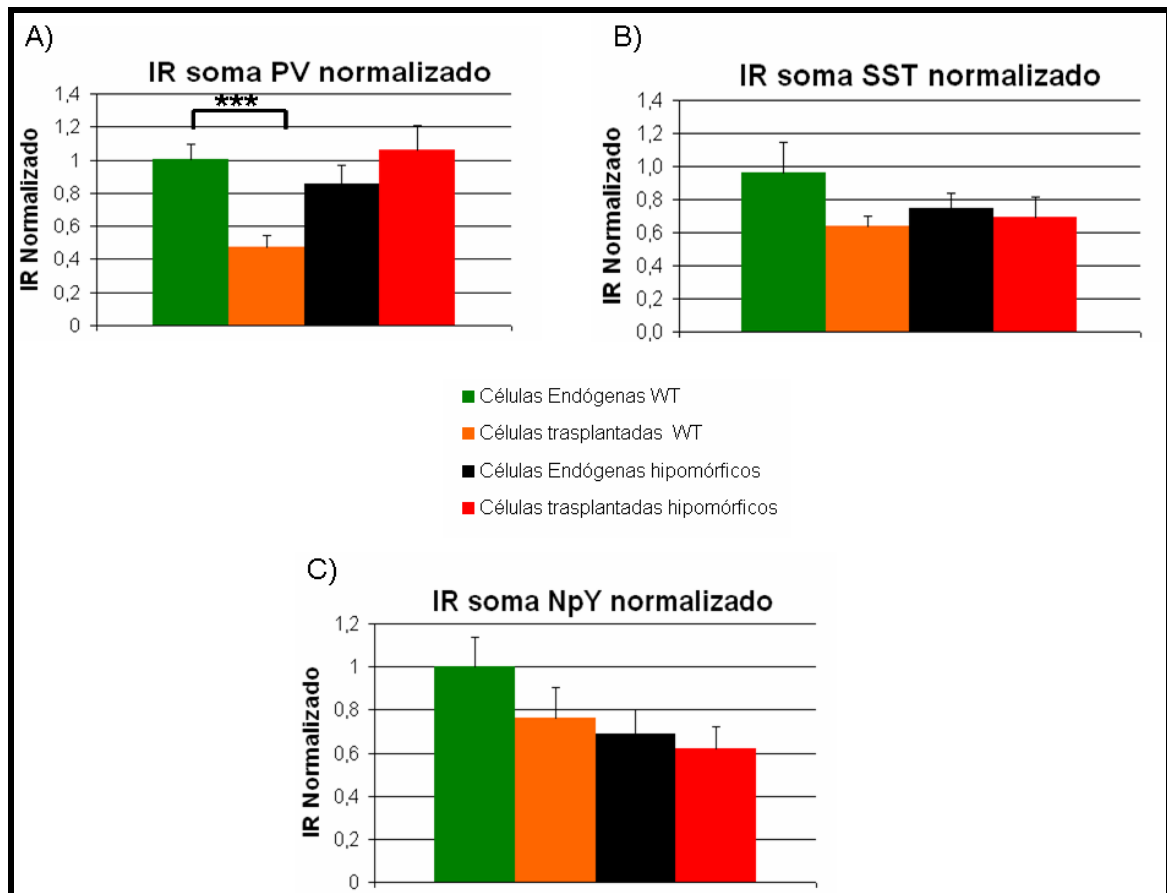 A)
IR soma PV normalizado
IR Normalizado
1,4
1,2
1
0,8
0,6
0,4
0,2
0
***
B)
IR soma SST normalizado
IR Normalizado
1,4
1,2
1,0
0,8
0,6
0,4
0,2
0,0
Células Endógenas WT
Células trasplantadas WT
Células Endógenas hipomórficos
Células trasplantadas hipomórficos
C)
IR soma NpY normalizado
IR Normalizado
1,2
1
0,8
0,6
0,4
0,2
0